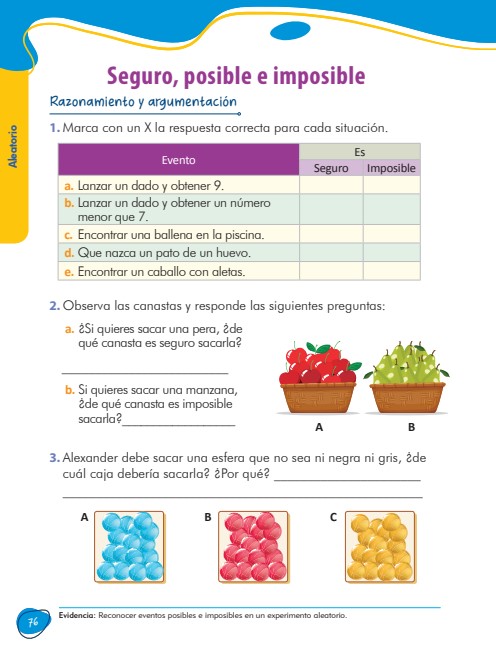 Aleatorio
Seguro, posible e imposible
Razonamiento y argumentación
1. Marca con un X la respuesta correcta para cada situación.
Evento
Es
Seguro Imposible
a. Lanzar un dado y obtener 9.
b. Lanzar un dado y obtener un número
menor que 7.
c. Encontrar una ballena en la piscina.
d. Que nazca un pato de un huevo.
e. Encontrar un caballo con aletas.
2. Observa las canastas y responde las siguientes preguntas:
a. ¿Si quieres sacar una pera, ¿de
qué canasta es seguro sacarla?
b. Si quieres sacar una manzana,
¿de qué canasta es imposible
sacarla?
A B
3. Alexander debe sacar una esfera que no sea ni negra ni gris, ¿de
cuál caja debería sacarla? ¿Por qué?
A B C
76
Evidencia: Reconocer eventos posibles e imposibles en un experimento aleatorio.